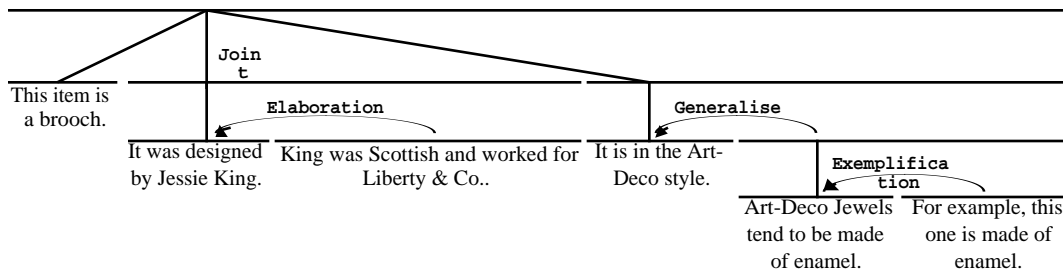 Join
t
This item is
a brooch.
Elaboration
Generalise
It was designed
by Jessie King.
King was Scottish and worked for
Liberty & Co..
It is in the Art-
Deco style.
Exemplifica
tion
Art-Deco Jewels
tend to be made
of enamel.
For example, this
one is made of
enamel.